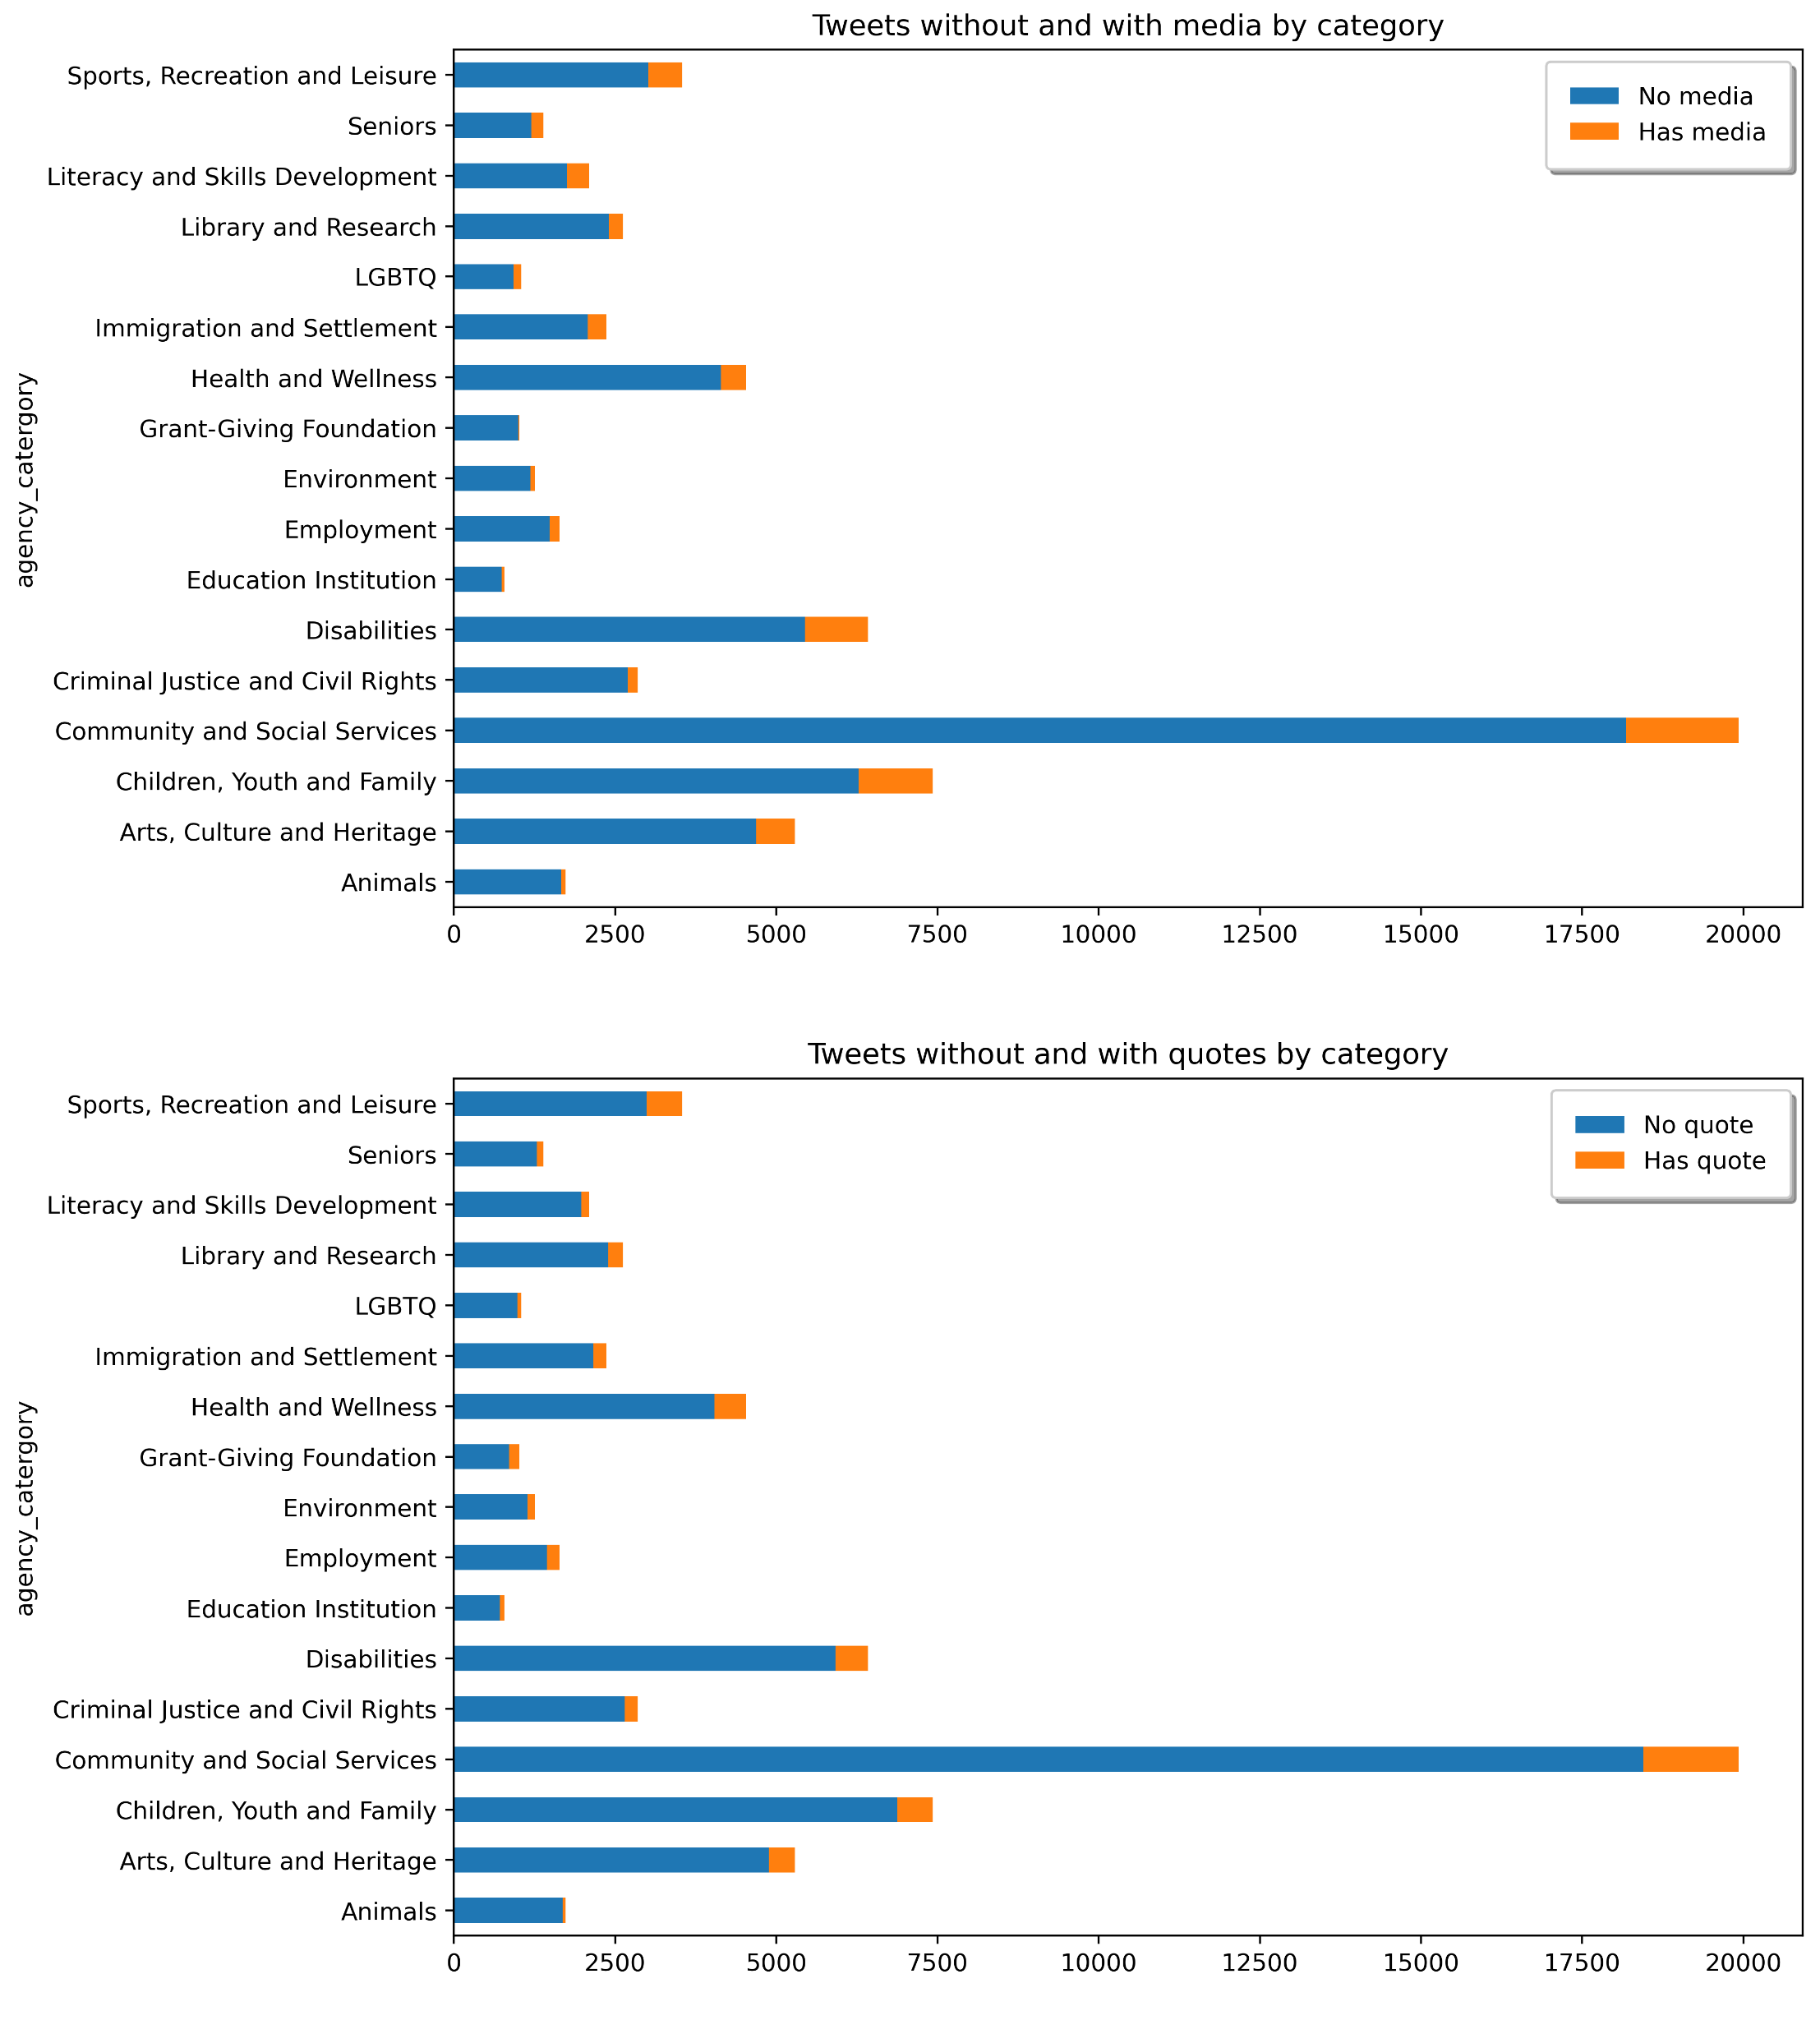 Tweets without and with media by category
No media
Has media
Sports, Recreation and Leisure
Seniors
Literacy and Skills Development
Library and Research
LGBTQ
Immigration and Settlement
Health and Wellness
Grant-Giving Foundation
Environment
Employment
Education Institution
Disabilities
Criminal Justice and Civil Rights
Community and Social Services
Children, Youth and Family
Arts, Culture and Heritage
Animals
agency_catergory
0 2500 5000 7500 10000 12500 15000 17500 20000
Tweets without and with quotes by category
No quote
Has quote
Sports, Recreation and Leisure
Seniors
Literacy and Skills Development
Library and Research
LGBTQ
Immigration and Settlement
Health and Wellness
Grant-Giving Foundation
Environment
Employment
Education Institution
Disabilities
Criminal Justice and Civil Rights
Community and Social Services
Children, Youth and Family
Arts, Culture and Heritage
Animals
agency_catergory
0 2500 5000 7500 10000 12500 15000 17500 20000